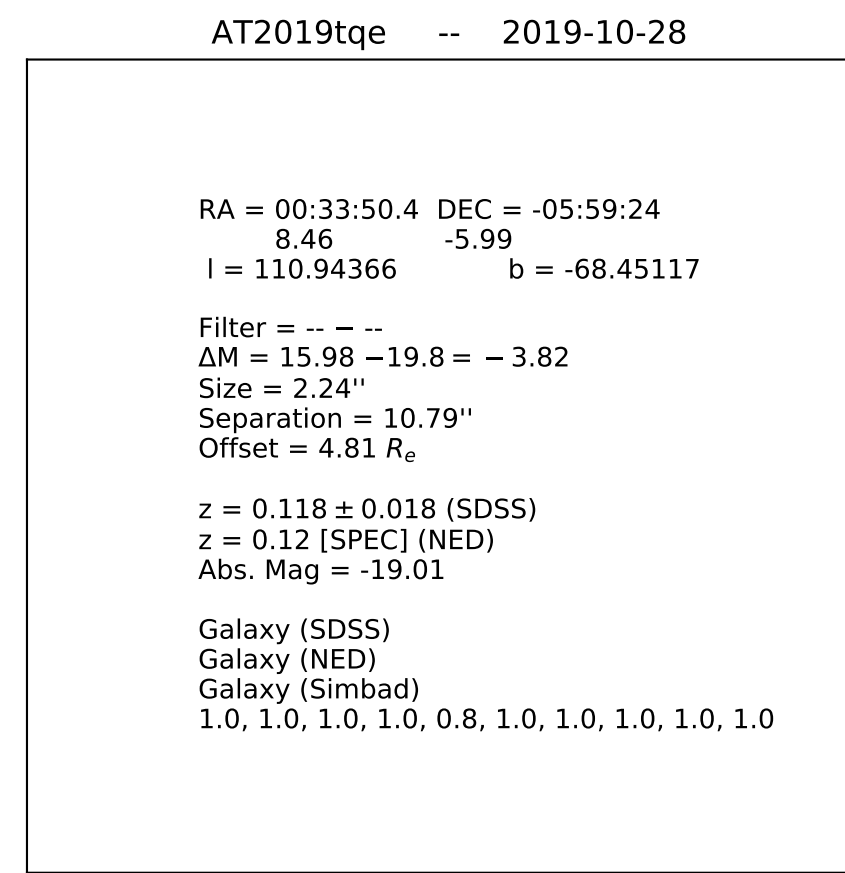 AT2019tqe -- 2019-10-28
RA = 00:33:50.4 DEC = -05:59:24
8.46 -5.99
l = 110.94366 b = -68.45117
Filter = -- − --
ΔM = 15.98 −19.8 = − 3.82
Size = 2.24''
Separation = 10.79''
Offset = 4.81 Rₑ
z = 0.118 ± 0.018 (SDSS)
z = 0.12 [SPEC] (NED)
Abs. Mag = -19.01
Galaxy (SDSS)
Galaxy (NED)
Galaxy (Simbad)
1.0, 1.0, 1.0, 1.0, 0.8, 1.0, 1.0, 1.0, 1.0, 1.0